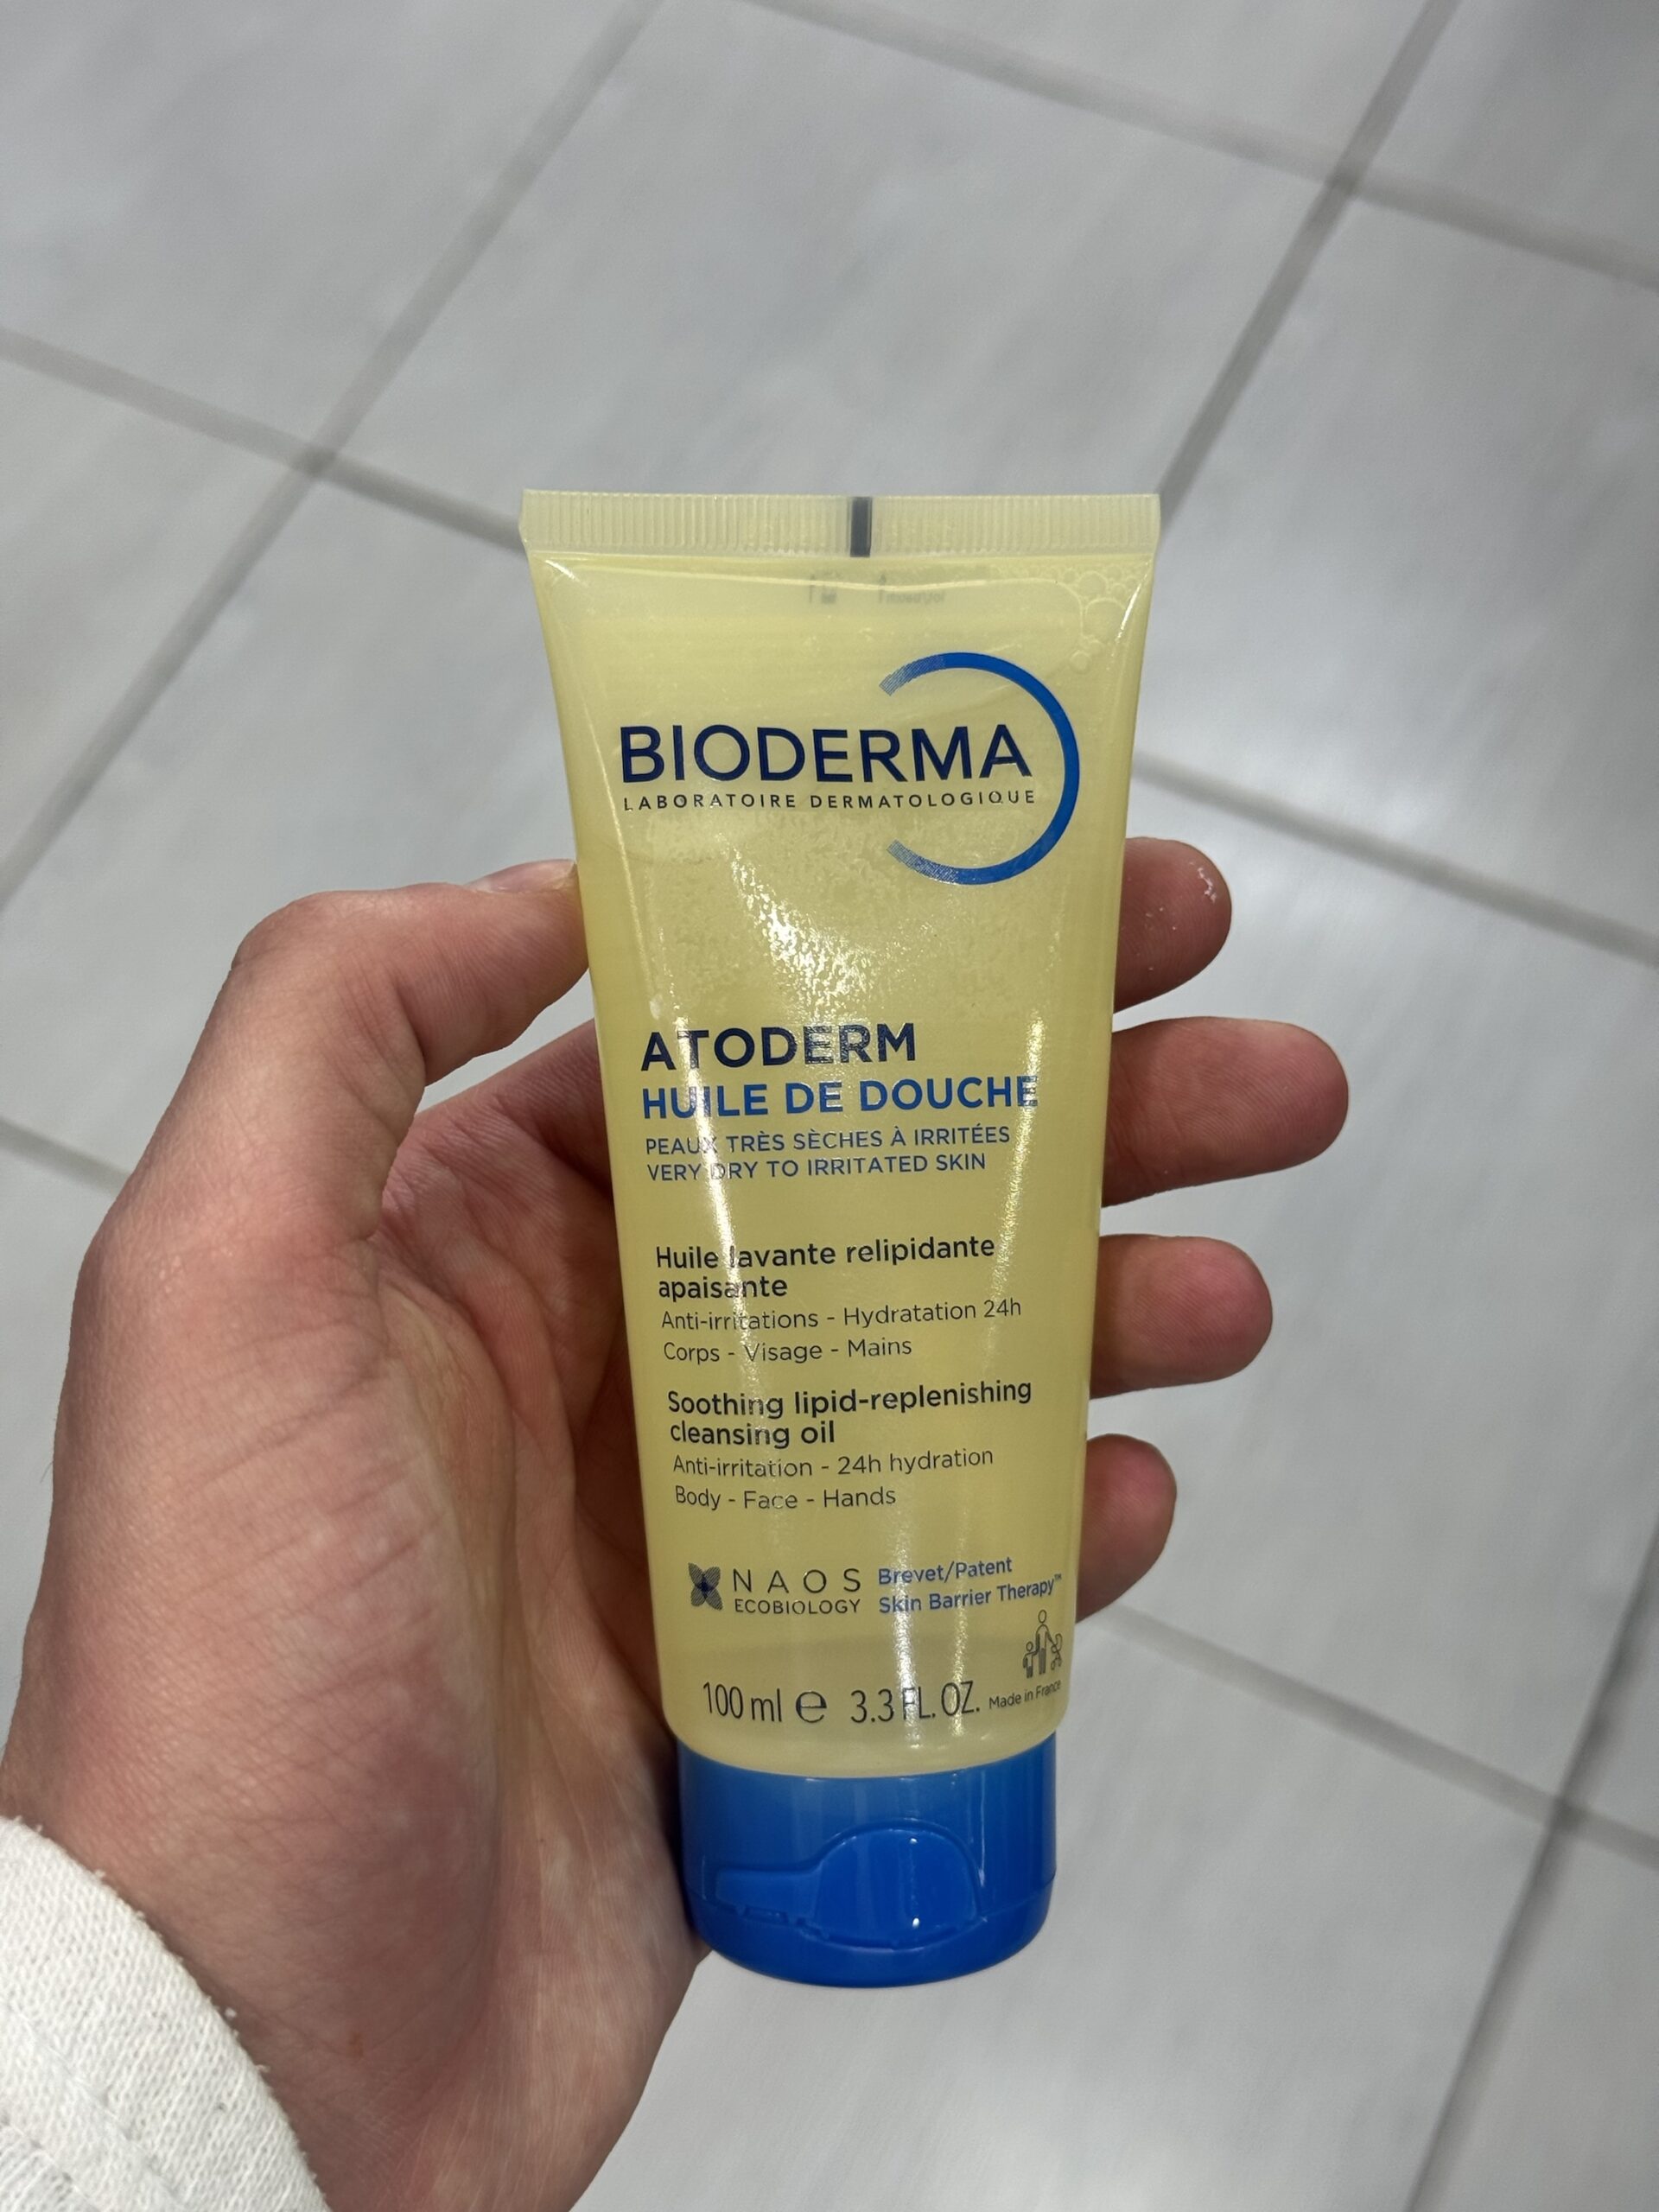 BIODERMA
LABORATOIRE DERMATOLOGIQUE
ATODERM
HUILE DE DOUCHE
PEAUX TRÈS SÈCHES À IRRITÉES
VERY DRY TO IRRITATED SKIN
Huile lavante relipidante
apaisante
Anti-irritations - Hydratation 24h
Corps - Visage - Mains
Soothing lipid-replenishing
cleansing oil
Anti-irritation - 24h hydration
Body - Face - Hands
NAOS
ECOBIOLOGY
Brevet/Patent
Skin Barrier Therapy™
100 ml e 3.3 FL. OZ. Made in France